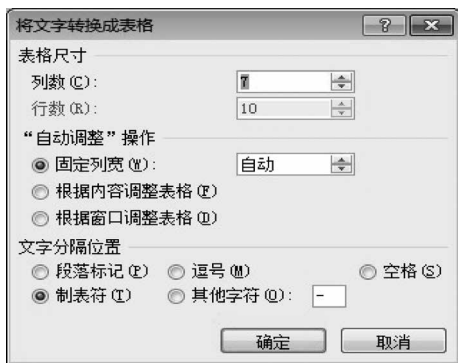 将文字转换成表格
表格尺寸
列数(C): 7
行数(R): 10
“自动调整”操作
固定列宽(W): 自动
根据内容调整表格(F)
根据窗口调整表格(D)
文字分隔位置
段落标记(P) 逗号(M) 空格(S)
制表符(T) 其他字符(O): -
确定 取消